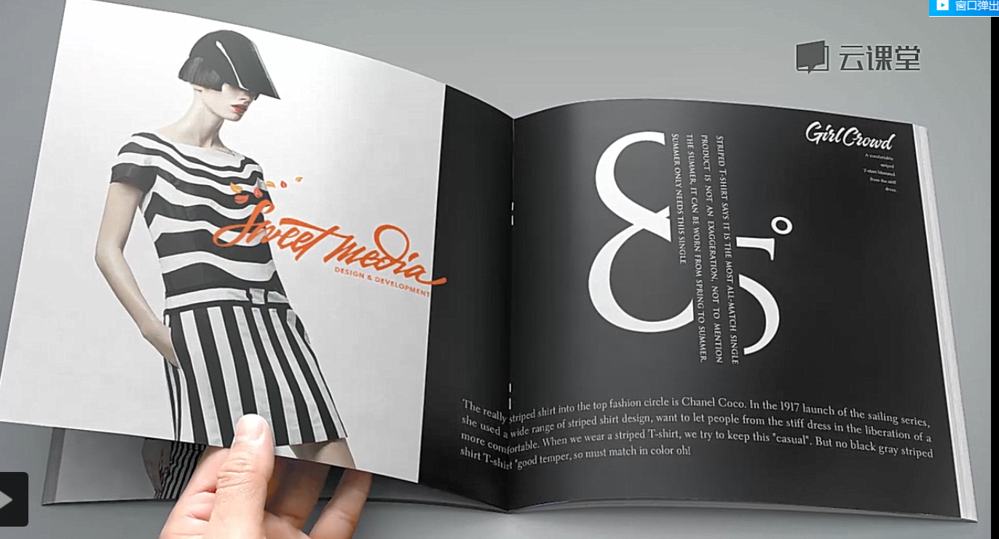 窗口弹出
云课堂
Sweet Media
DESIGN & DEVELOPMENT
Girl Crowd
A comfortable
striped
T-shirt liberated
from the stiff
dress.
85°
STRIPED T-SHIRT SAYS IT IS THE MOST ALL-MATCH SINGLE
PRODUCT IS NOT AN EXAGGERATION, NOT TO MENTION
THE SUMMER, IT CAN BE WORN FROM SPRING TO SUMMER.
SUMMER ONLY NEEDS THIS SINGLE
The really striped shirt into the top fashion circle is Chanel Coco. In the 1917 launch of the sailing series,
she used a wide range of striped shirt design, want to let people from the stiff dress in the liberation of a
more comfortable. When we wear a striped T-shirt, we try to keep this "casual". But no black gray striped
shirt T-shirt "good temper, so must match in color oh!